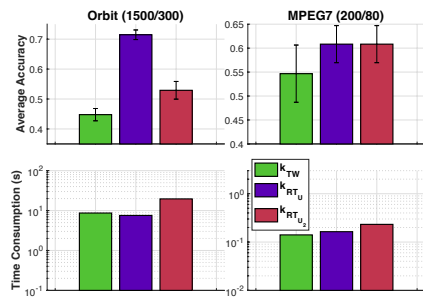 Orbit (1500/300)
MPEG7 (200/80)
Average Accuracy
0.7
0.6
0.5
0.4
0.65
0.6
0.55
0.5
0.45
0.4
Time Consumption (s)
10^2
10^1
10^0
10^-1
10^0
10^-1
10^-2
k_TW
k_RT_U
k_RT_U_2